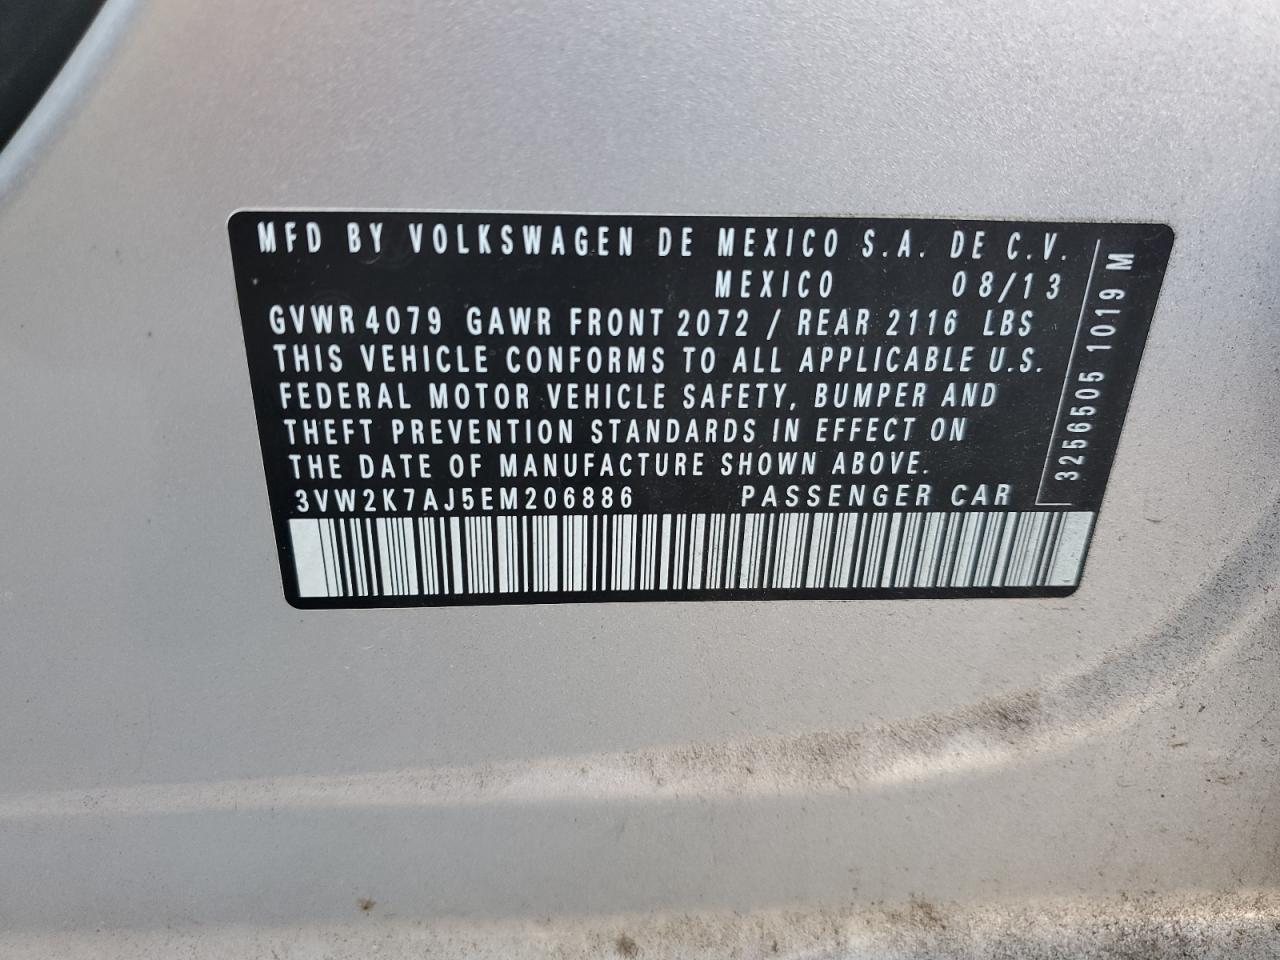 MFD BY VOLKSWAGEN DE MEXICO S.A. DE C.V.
MEXICO 08/13
GVWR 4079 GAWR FRONT 2072 / REAR 2116 LBS
THIS VEHICLE CONFORMS TO ALL APPLICABLE U.S.
FEDERAL MOTOR VEHICLE SAFETY, BUMPER AND
THEFT PREVENTION STANDARDS IN EFFECT ON
THE DATE OF MANUFACTURE SHOWN ABOVE.
3VW2K7AJ5EM206886 PASSENGER CAR
3256505 1019 M